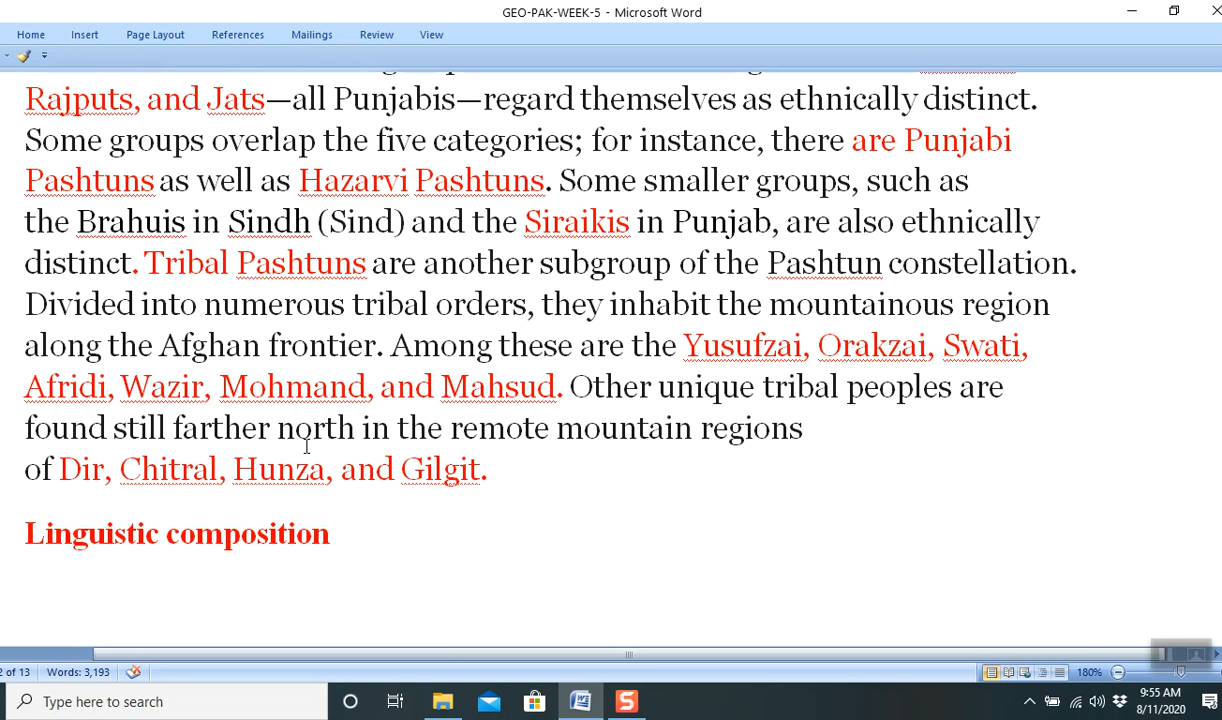 GEO-PAK-WEEK-5 - Microsoft Word
Home Insert Page Layout References Mailings Review View
Rajputs, and Jats—all Punjabis—regard themselves as ethnically distinct.
Some groups overlap the five categories; for instance, there are Punjabi
Pashtuns as well as Hazarvi Pashtuns. Some smaller groups, such as
the Brahuis in Sindh (Sind) and the Siraikis in Punjab, are also ethnically
distinct. Tribal Pashtuns are another subgroup of the Pashtun constellation.
Divided into numerous tribal orders, they inhabit the mountainous region
along the Afghan frontier. Among these are the Yusufzai, Orakzai, Swati,
Afridi, Wazir, Mohmand, and Mahsud. Other unique tribal peoples are
found still farther north in the remote mountain regions
of Dir, Chitral, Hunza, and Gilgit.
Linguistic composition
2 of 13 Words: 3,193 180%
Type here to search 9:55 AM
8/11/2020